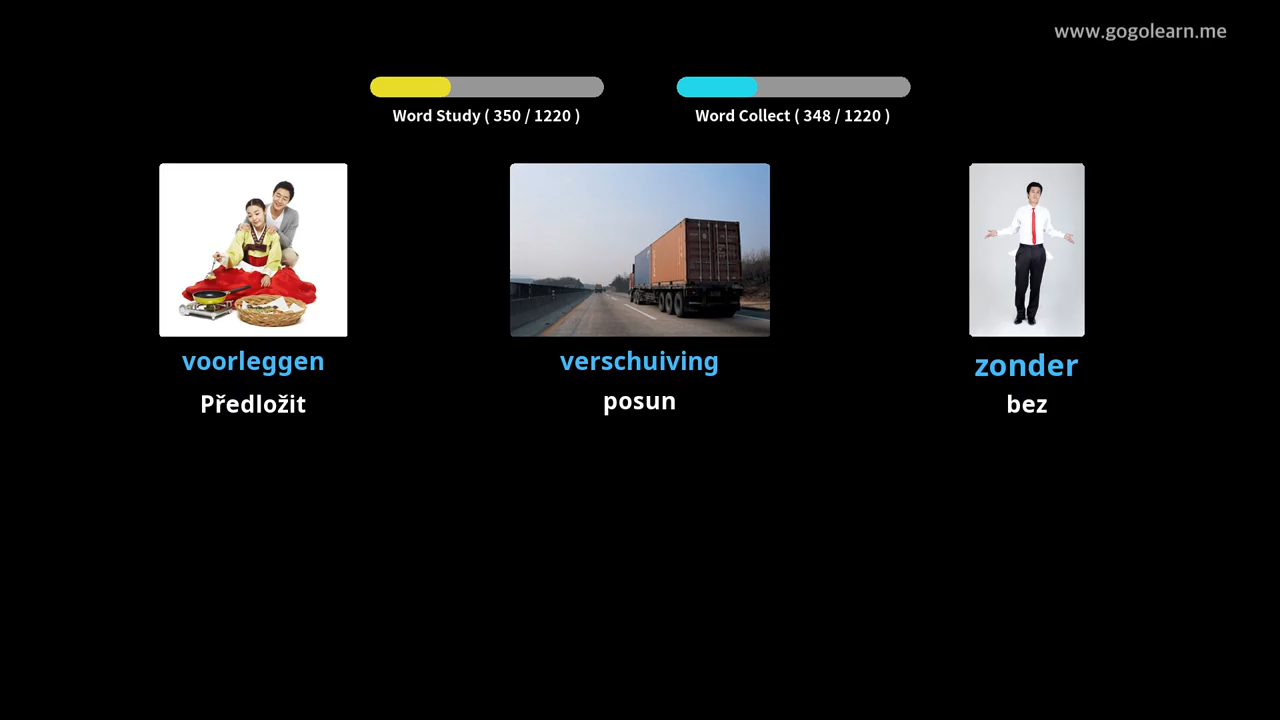 www.gogolearn.me
Word Study ( 350 / 1220 )
Word Collect ( 348 / 1220 )
voorleggen
Předložit
verschuiving
posun
zonder
bez